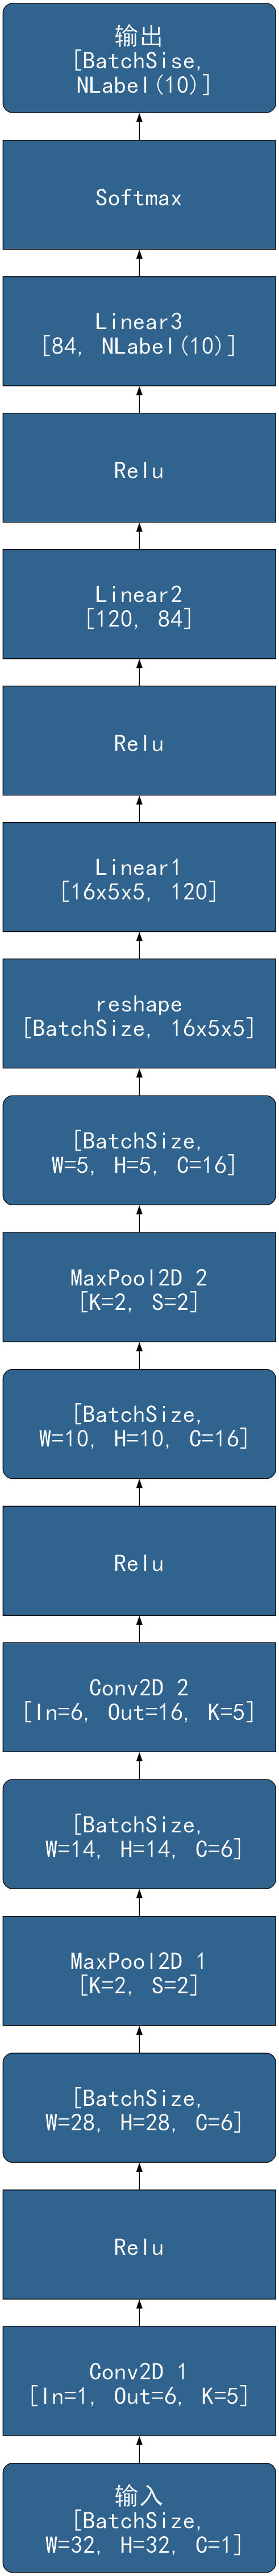 输出
[BatchSise,
NLabel(10)]
Softmax
Linear3
[84, NLabel(10)]
Relu
Linear2
[120, 84]
Relu
Linear1
[16x5x5, 120]
reshape
[BatchSize, 16x5x5]
[BatchSize,
W=5, H=5, C=16]
MaxPool2D 2
[K=2, S=2]
[BatchSize,
W=10, H=10, C=16]
Relu
Conv2D 2
[In=6, Out=16, K=5]
[BatchSize,
W=14, H=14, C=6]
MaxPool2D 1
[K=2, S=2]
[BatchSize,
W=28, H=28, C=6]
Relu
Conv2D 1
[In=1, Out=6, K=5]
输入
[BatchSize,
W=32, H=32, C=1]